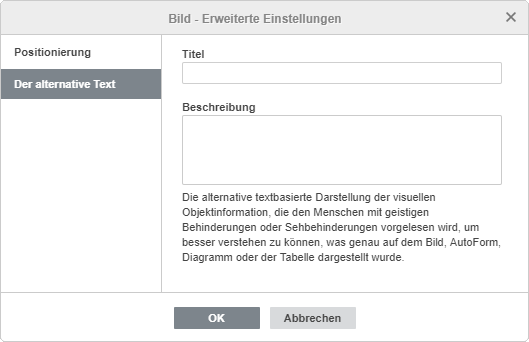 Bild - Erweiterte Einstellungen
Positionierung
Der alternative Text
Titel
Beschreibung
Die alternative textbasierte Darstellung der visuellen
Objektinformation, die den Menschen mit geistigen
Behinderungen oder Sehbehinderungen vorgelesen wird, um
besser verstehen zu können, was genau auf dem Bild, AutoForm,
Diagramm oder der Tabelle dargestellt wurde.
OK
Abbrechen